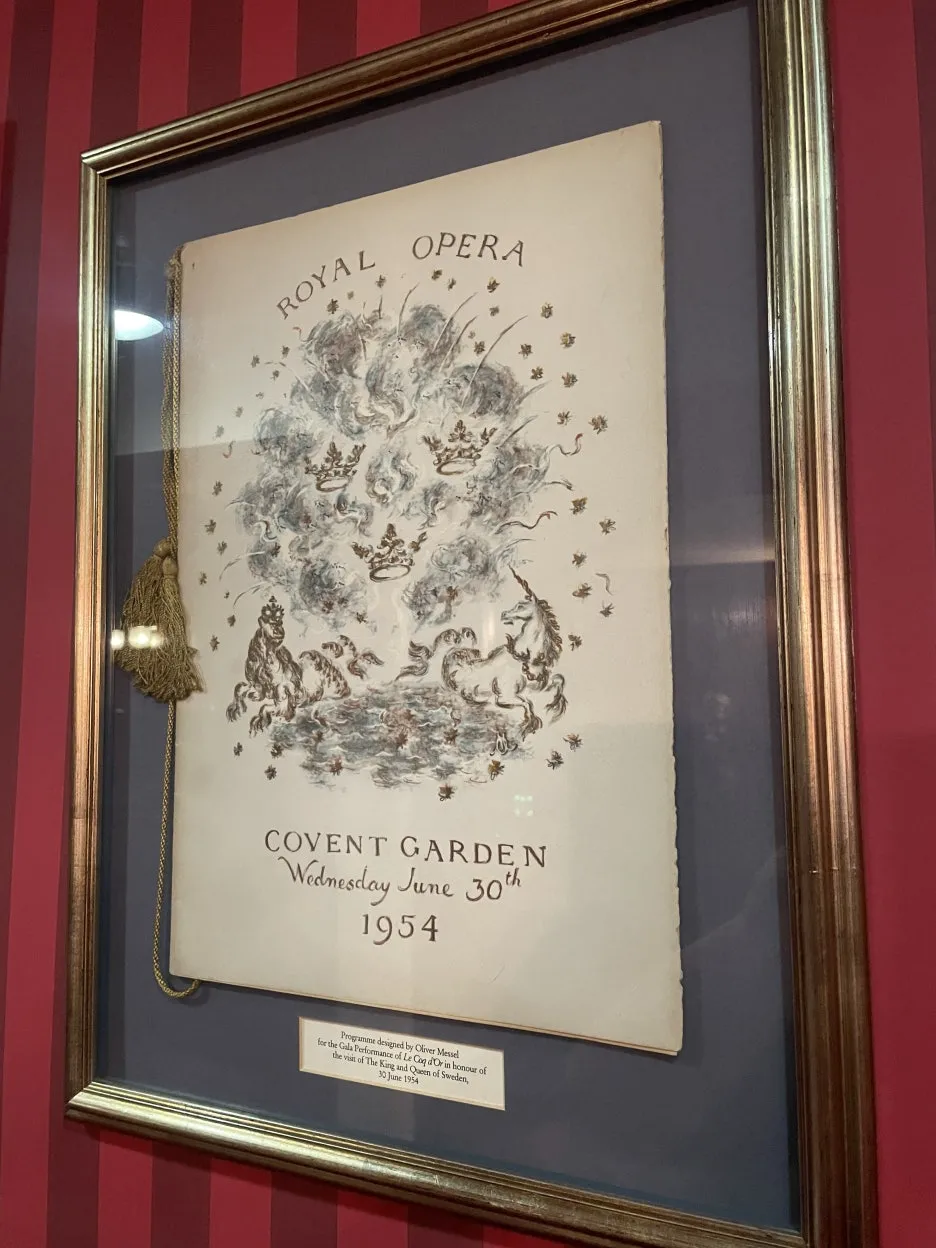 ROYAL OPERA
COVENT GARDEN
Wednesday June 30th
1954
Programme designed by Oliver Messel
for the Gala Performance of Le Coq d'Or in honour of
the visit of The King and Queen of Sweden,
30 June 1954